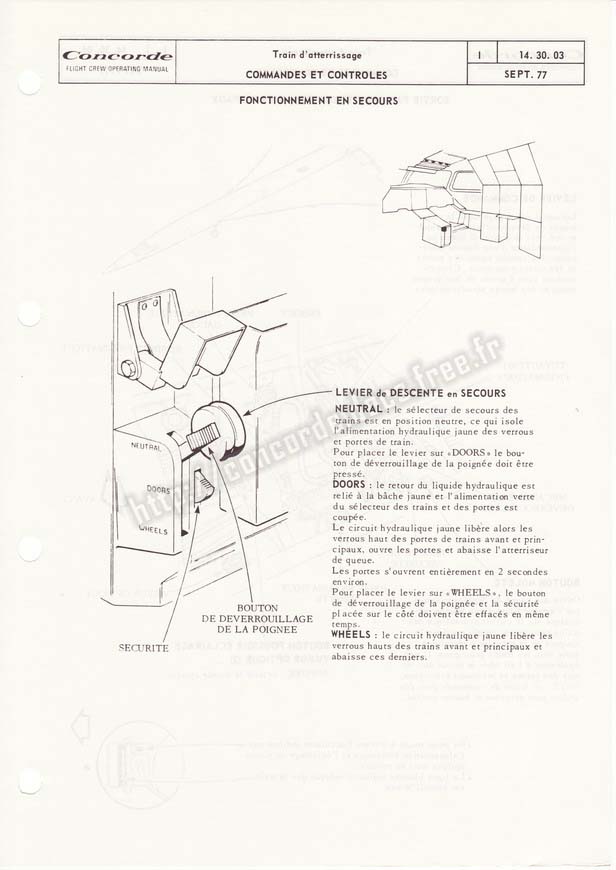 Concorde
FLIGHT CREW OPERATING MANUAL
Train d'atterrissage
COMMANDES ET CONTROLES
I
14. 30. 03
SEPT. 77
FONCTIONNEMENT EN SECOURS
LEVIER de DESCENTE en SECOURS
NEUTRAL : le sélecteur de secours des
trains est en position neutre, ce qui isole
l'alimentation hydraulique jaune des verrous
et portes de train.
Pour placer le levier sur «DOORS» le bou-
ton de déverrouillage de la poignée doit être
pressé.
DOORS : le retour du liquide hydraulique est
relié à la bâche jaune et l'alimentation verte
du sélecteur des trains et des portes est
coupée.
Le circuit hydraulique jaune libère alors les
verrous haut des portes de trains avant et prin-
cipaux, ouvre les portes et abaisse l'atterriseur
de queue.
Les portes s'ouvrent entièrement en 2 secondes
environ.
Pour placer le levier sur «WHEELS», le bouton
de déverrouillage de la poignée et la sécurité
placée sur le côté doivent être effacés en même
temps.
WHEELS : le circuit hydraulique jaune libère les
verrous hauts des trains avant et principaux et
abaisse ces derniers.
NEUTRAL
DOORS
WHEELS
BOUTON
DE DEVERROUILLAGE
DE LA POIGNEE
SECURITE
http://concorde-jet.free.fr